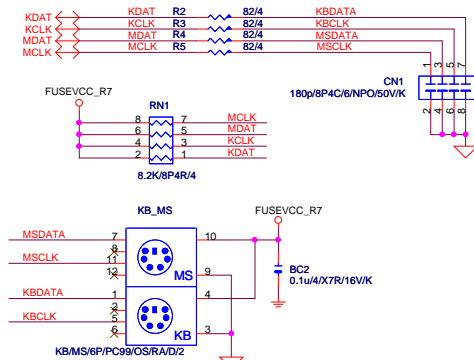 KDAT KDAT R2 82/4 KBDATA
KCLK KCLK R3 82/4 KBCLK
MDAT MDAT R4 82/4 MSDATA
MCLK MCLK R5 82/4 MSCLK
1 3 5 7
CN1
180p/8P4C/6/NPO/50V/K
2 4 6 8
FUSEVCC_R7
RN1
8 7 MCLK
6 5 MDAT
4 3 KCLK
2 1 KDAT
8.2K/8P4R/4
KB_MS
FUSEVCC_R7
MSDATA 7 10
8
MSCLK 11
12 MS 9
BC2
0.1u/4/X7R/16V/K
KBDATA 1 4
2
KBCLK 5
6 KB 3
KB/MS/6P/PC99/OS/RA/D/2